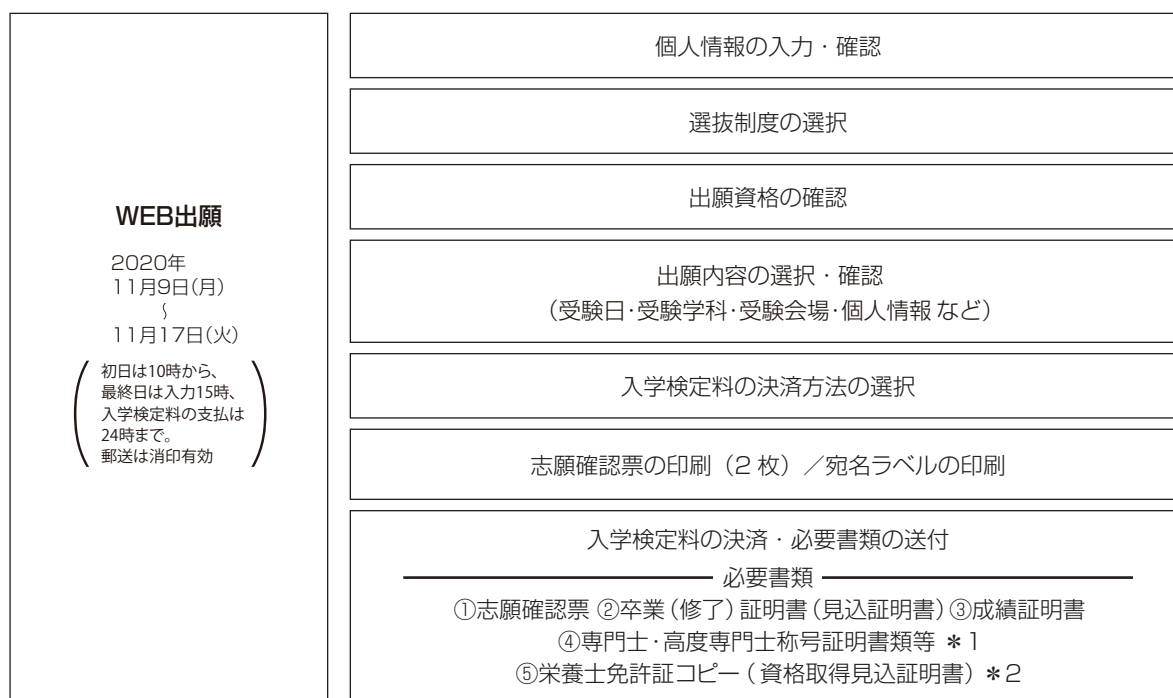 WEB出願
2020年
11月9日(月)
〜
11月17日(火)
初日は10時から、
最終日は入力15時、
入学検定料の支払は
24時まで。
郵送は消印有効
個人情報の入力・確認
選抜制度の選択
出願資格の確認
出願内容の選択・確認
(受験日・受験学科・受験会場・個人情報 など)
入学検定料の決済方法の選択
志願確認票の印刷(2枚)/宛名ラベルの印刷
入学検定料の決済・必要書類の送付
必要書類
①志願確認票 ②卒業(修了)証明書(見込証明書) ③成績証明書
④専門士・高度専門士称号証明書類等 *1
⑤栄養士免許証コピー(資格取得見込証明書) *2